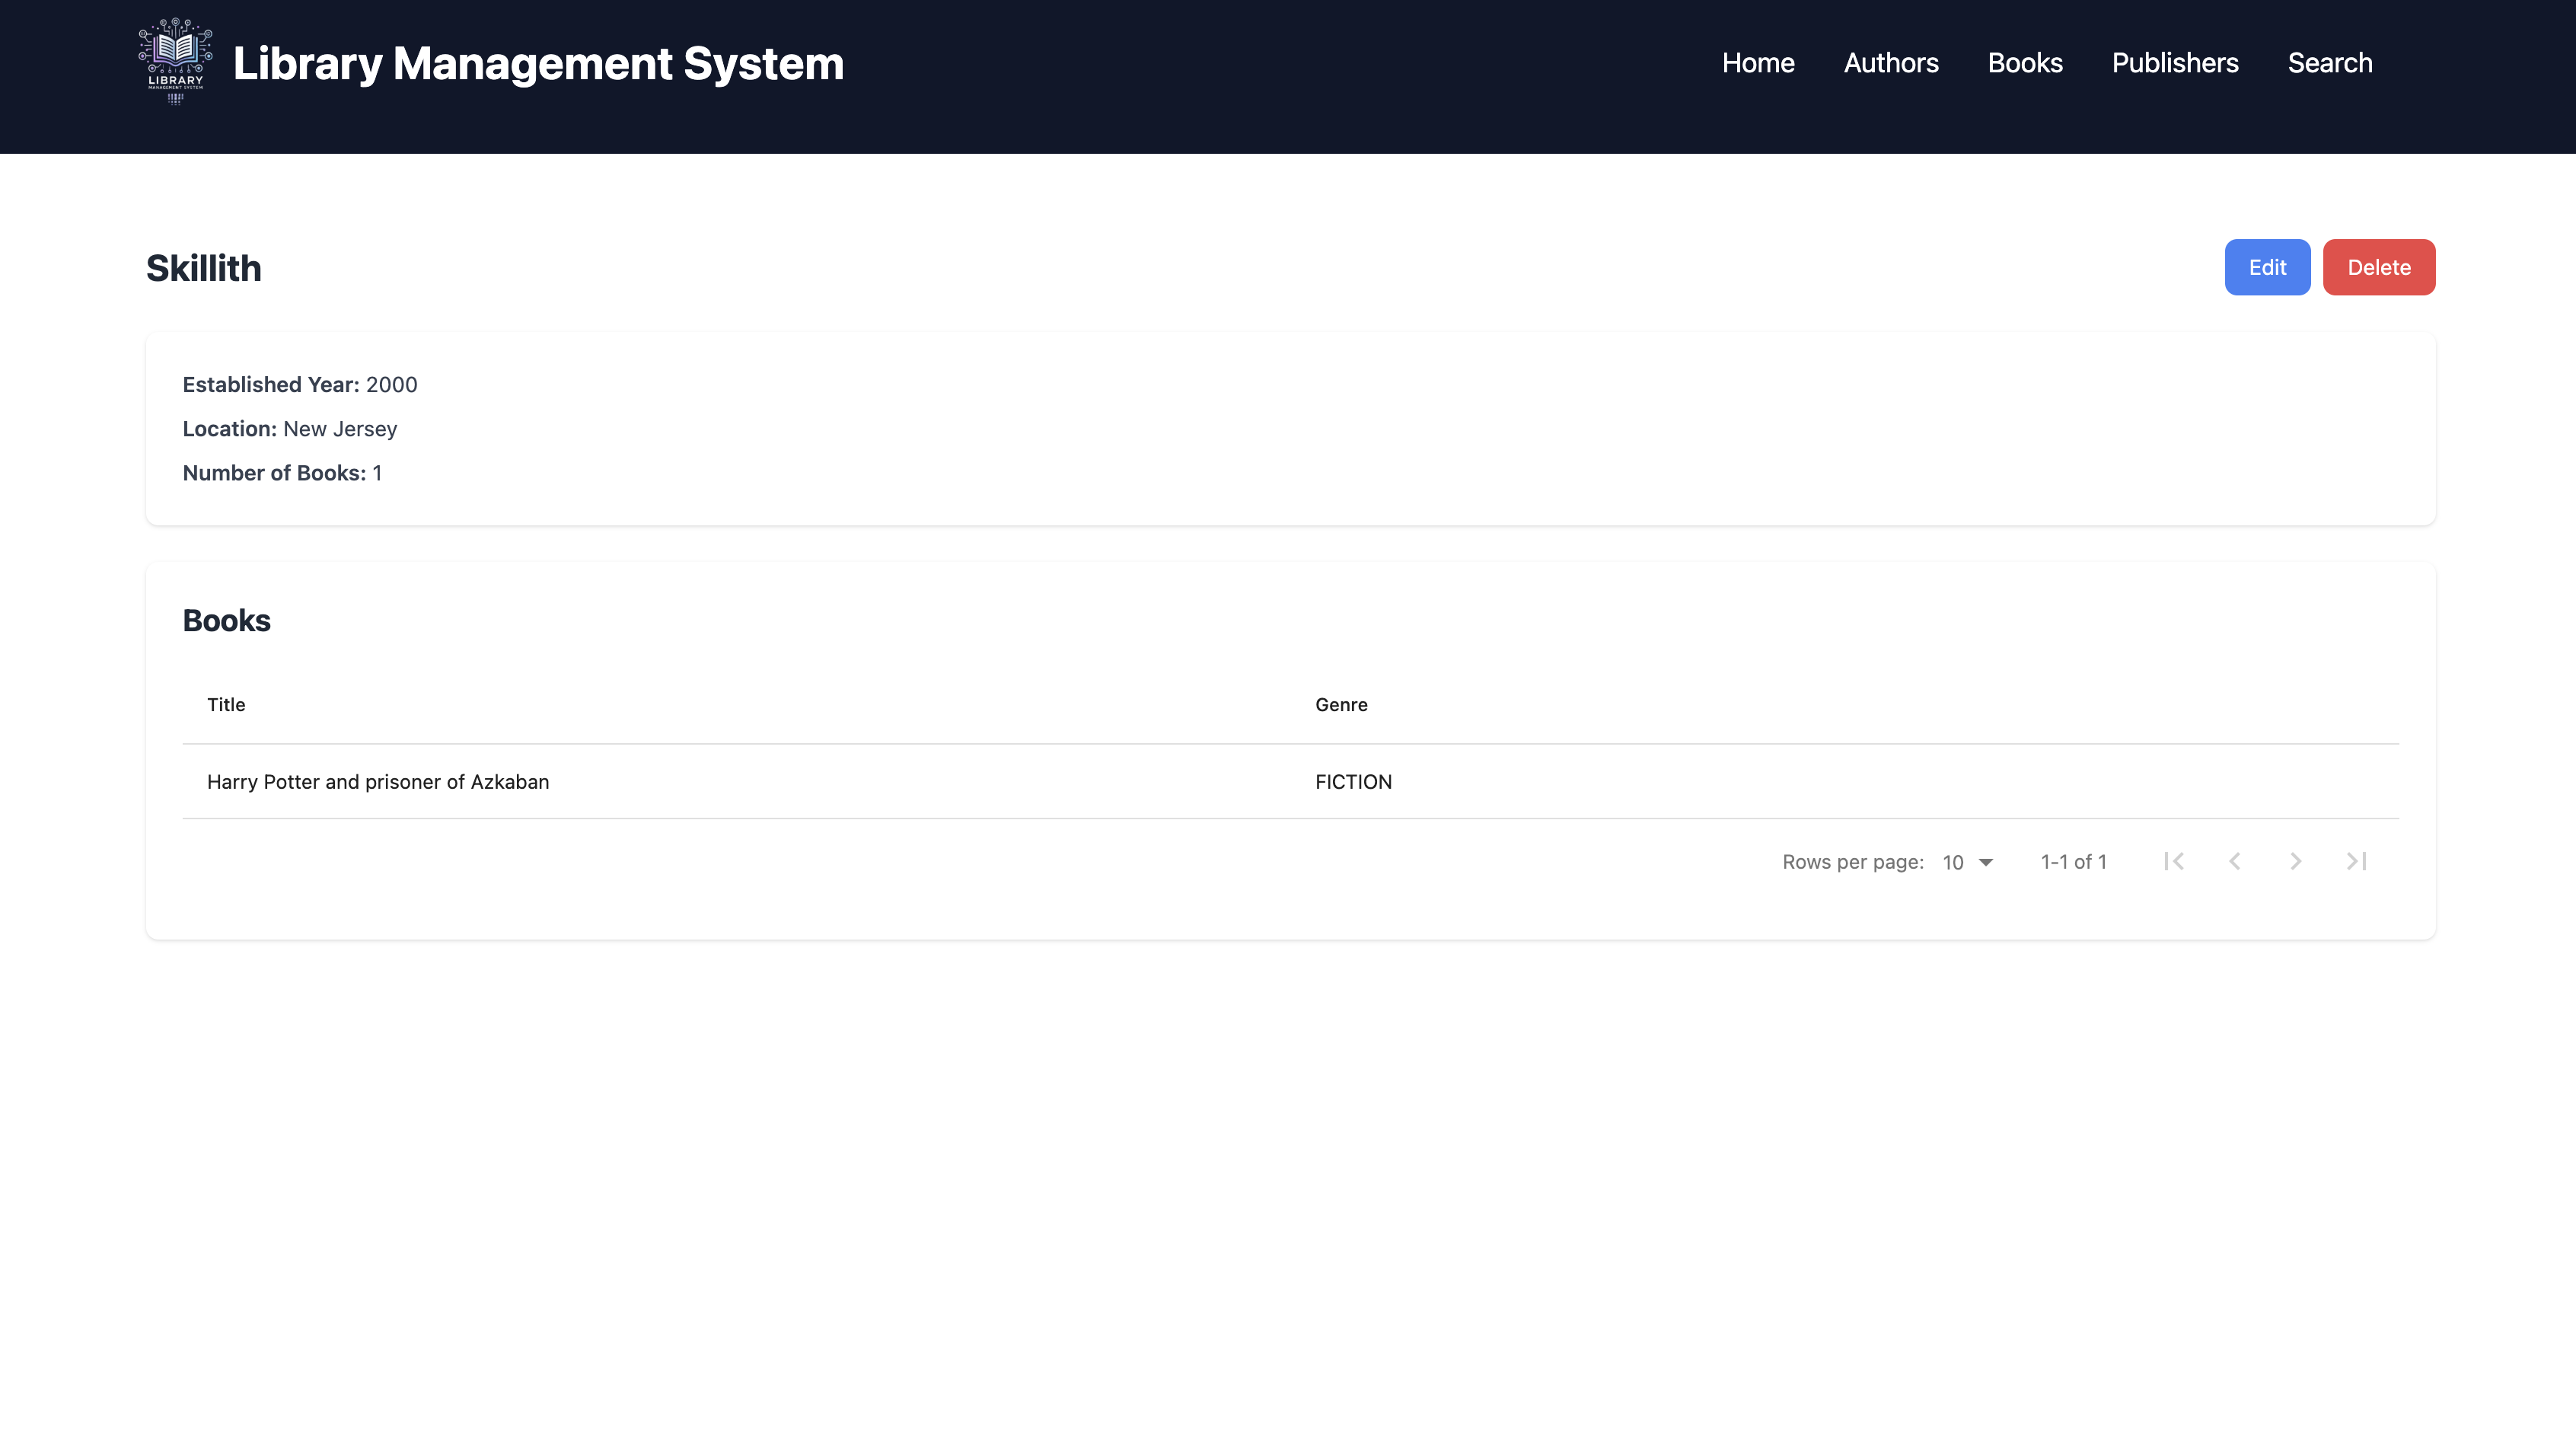 LIBRARY
MANAGEMENT SYSTEM
Library Management System
Home Authors Books Publishers Search
Skillith
Edit Delete
Established Year: 2000
Location: New Jersey
Number of Books: 1
Books
Title Genre
Harry Potter and prisoner of Azkaban FICTION
Rows per page: 10 1-1 of 1